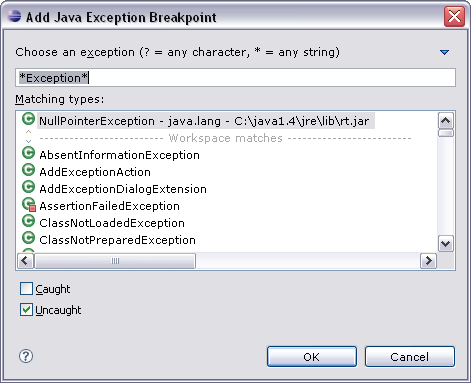 Add Java Exception Breakpoint
Choose an exception (? = any character, * = any string)
*Exception*
Matching types:
NullPointerException - java.lang - C:\java1.4\jre\lib\rt.jar
Workspace matches
AbsentInformationException
AddExceptionAction
AddExceptionDialogExtension
AssertionFailedException
ClassNotLoadedException
ClassNotPreparedException
Caught
Uncaught
OK Cancel